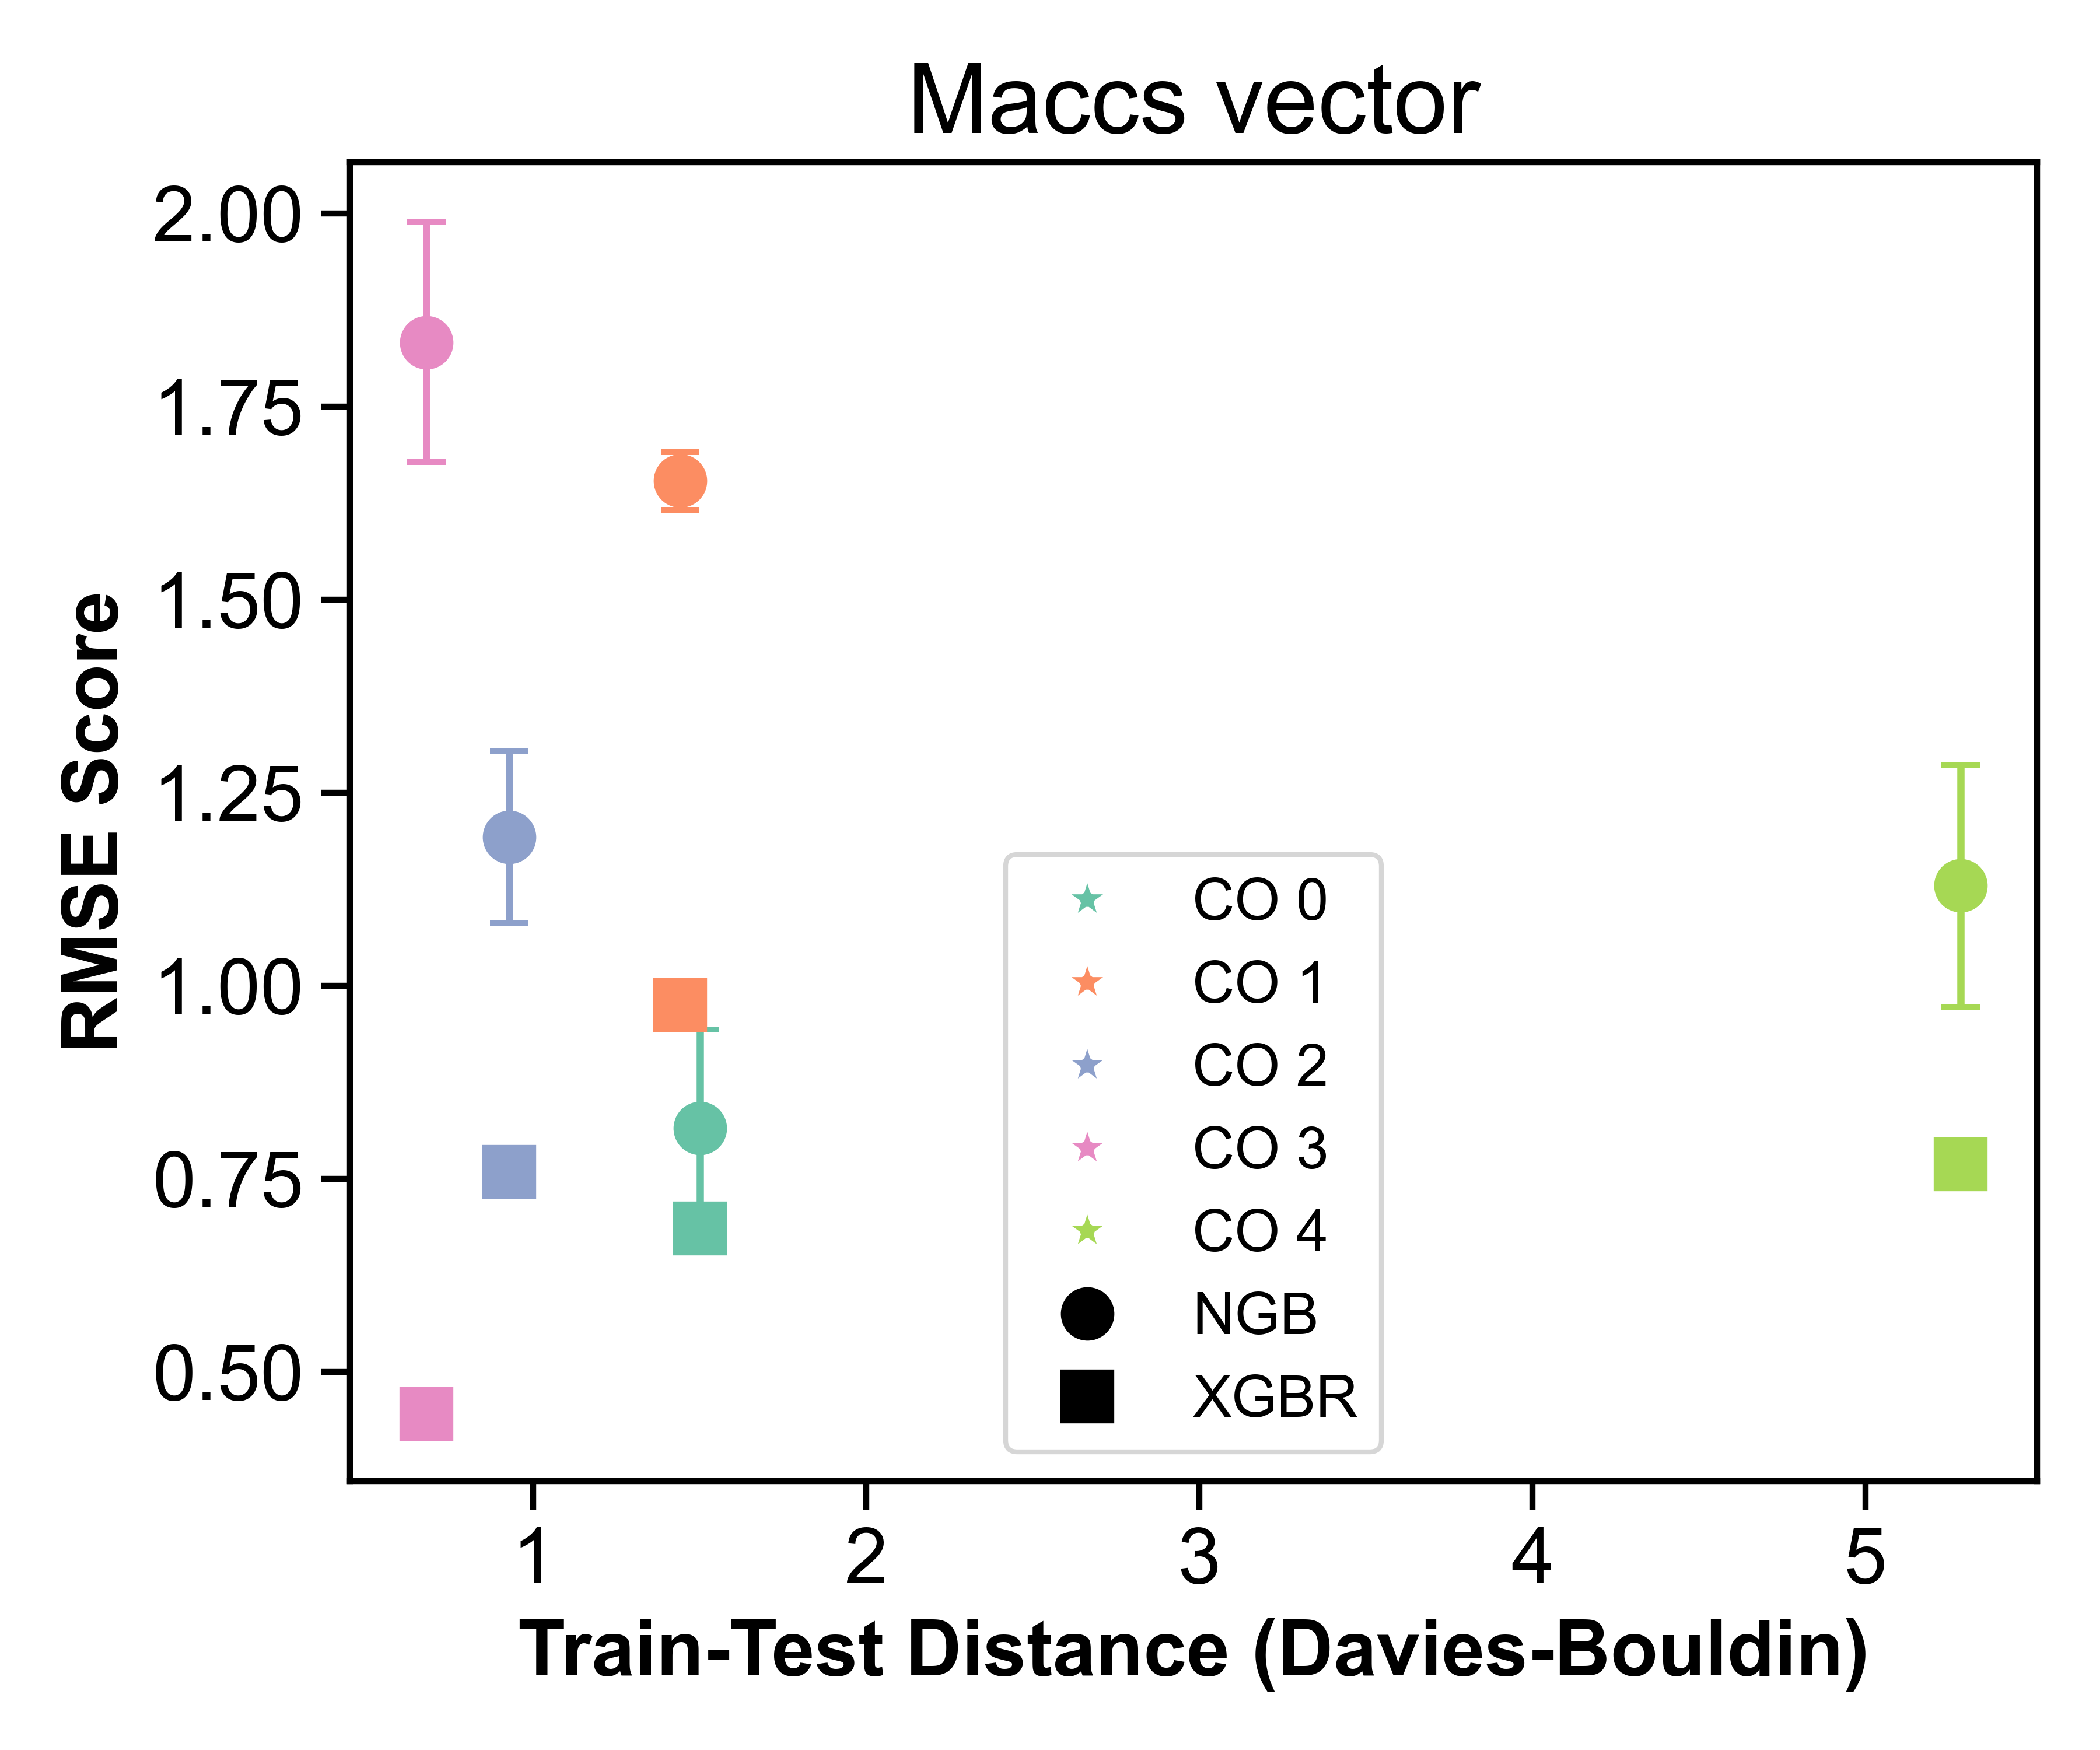 Maccs vector
RMSE Score
2.00
1.75
1.50
1.25
1.00
0.75
0.50
CO 0
CO 1
CO 2
CO 3
CO 4
NGB
XGBR
1 2 3 4 5
Train-Test Distance (Davies-Bouldin)